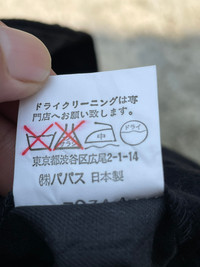 ドライクリーニングは専
門店へお願い致します。
中 ドライ
東京都渋谷区広尾2-1-14
㈱パパス 日本製